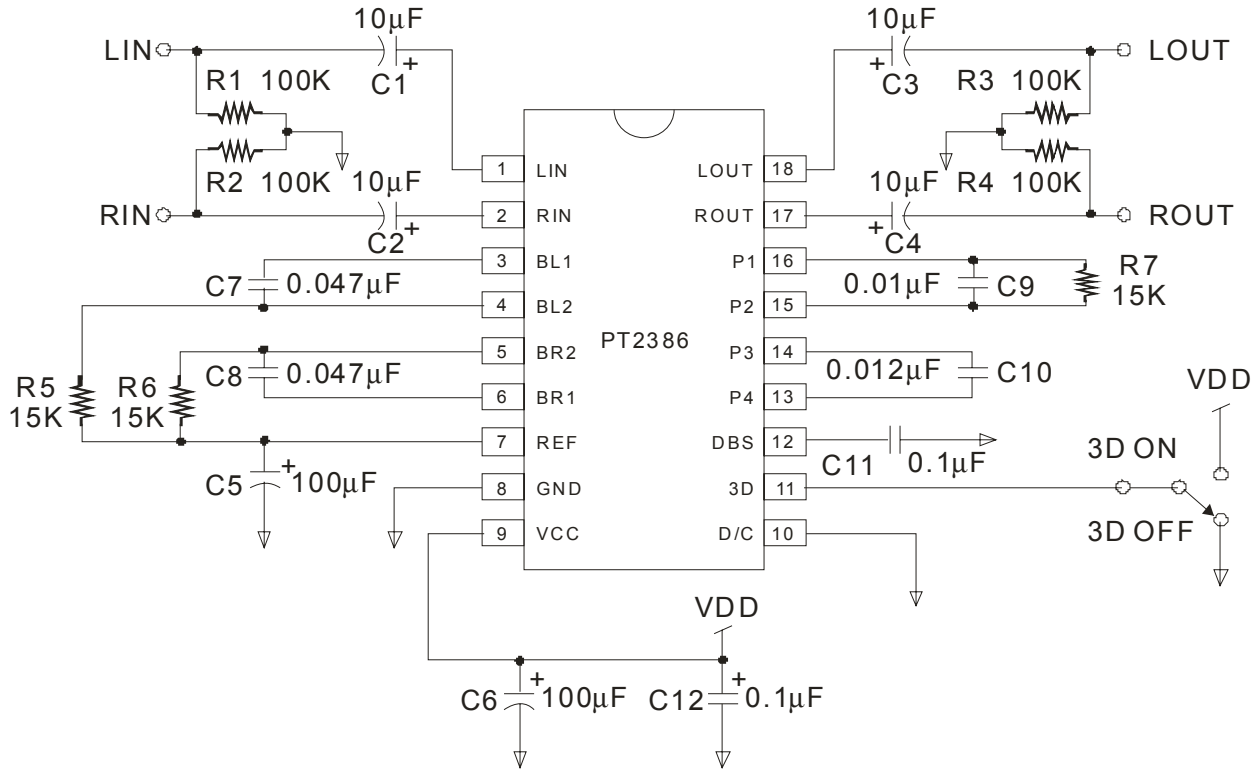 10µF
10µF
LIN
LOUT
+
C1
+
C3
R1 100K
R3 100K
R2 100K
R4 100K
10µF
10µF
RIN
ROUT
C2
+
+
C4
1 LIN
LOUT 18
2 RIN
ROUT 17
3 BL1
P1 16
4 BL2
P2 15
5 BR2
P3 14
6 BR1
P4 13
7 REF
DBS 12
8 GND
3D 11
9 VCC
D/C 10
PT2386
C7 0.047µF
0.01µF C9
R7
15K
C8 0.047µF
0.012µF C10
R5
15K
R6
15K
VDD
C5
+
100µF
C11 0.1µF
3D ON
3D OFF
VDD
C6
+
100µF
C12
+
0.1µF